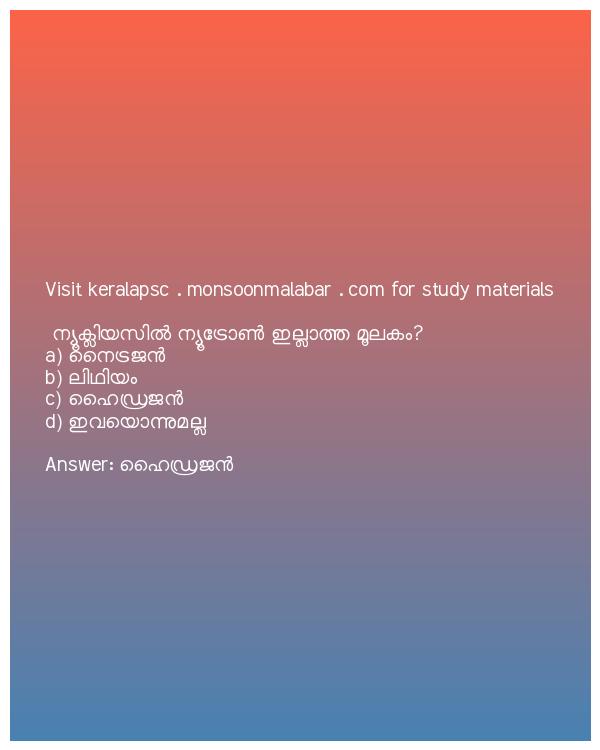 Visit keralapsc . monsoonmalabar . com for study materials
ന്യൂക്ലിയസിൽ ന്യൂട്രോൺ ഇല്ലാത്ത മൂലകം?
a) നൈട്രജൻ
b) ലിഥിയം
c) ഹൈഡ്രജൻ
d) ഇവയൊന്നുമല്ല
Answer: ഹൈഡ്രജൻ